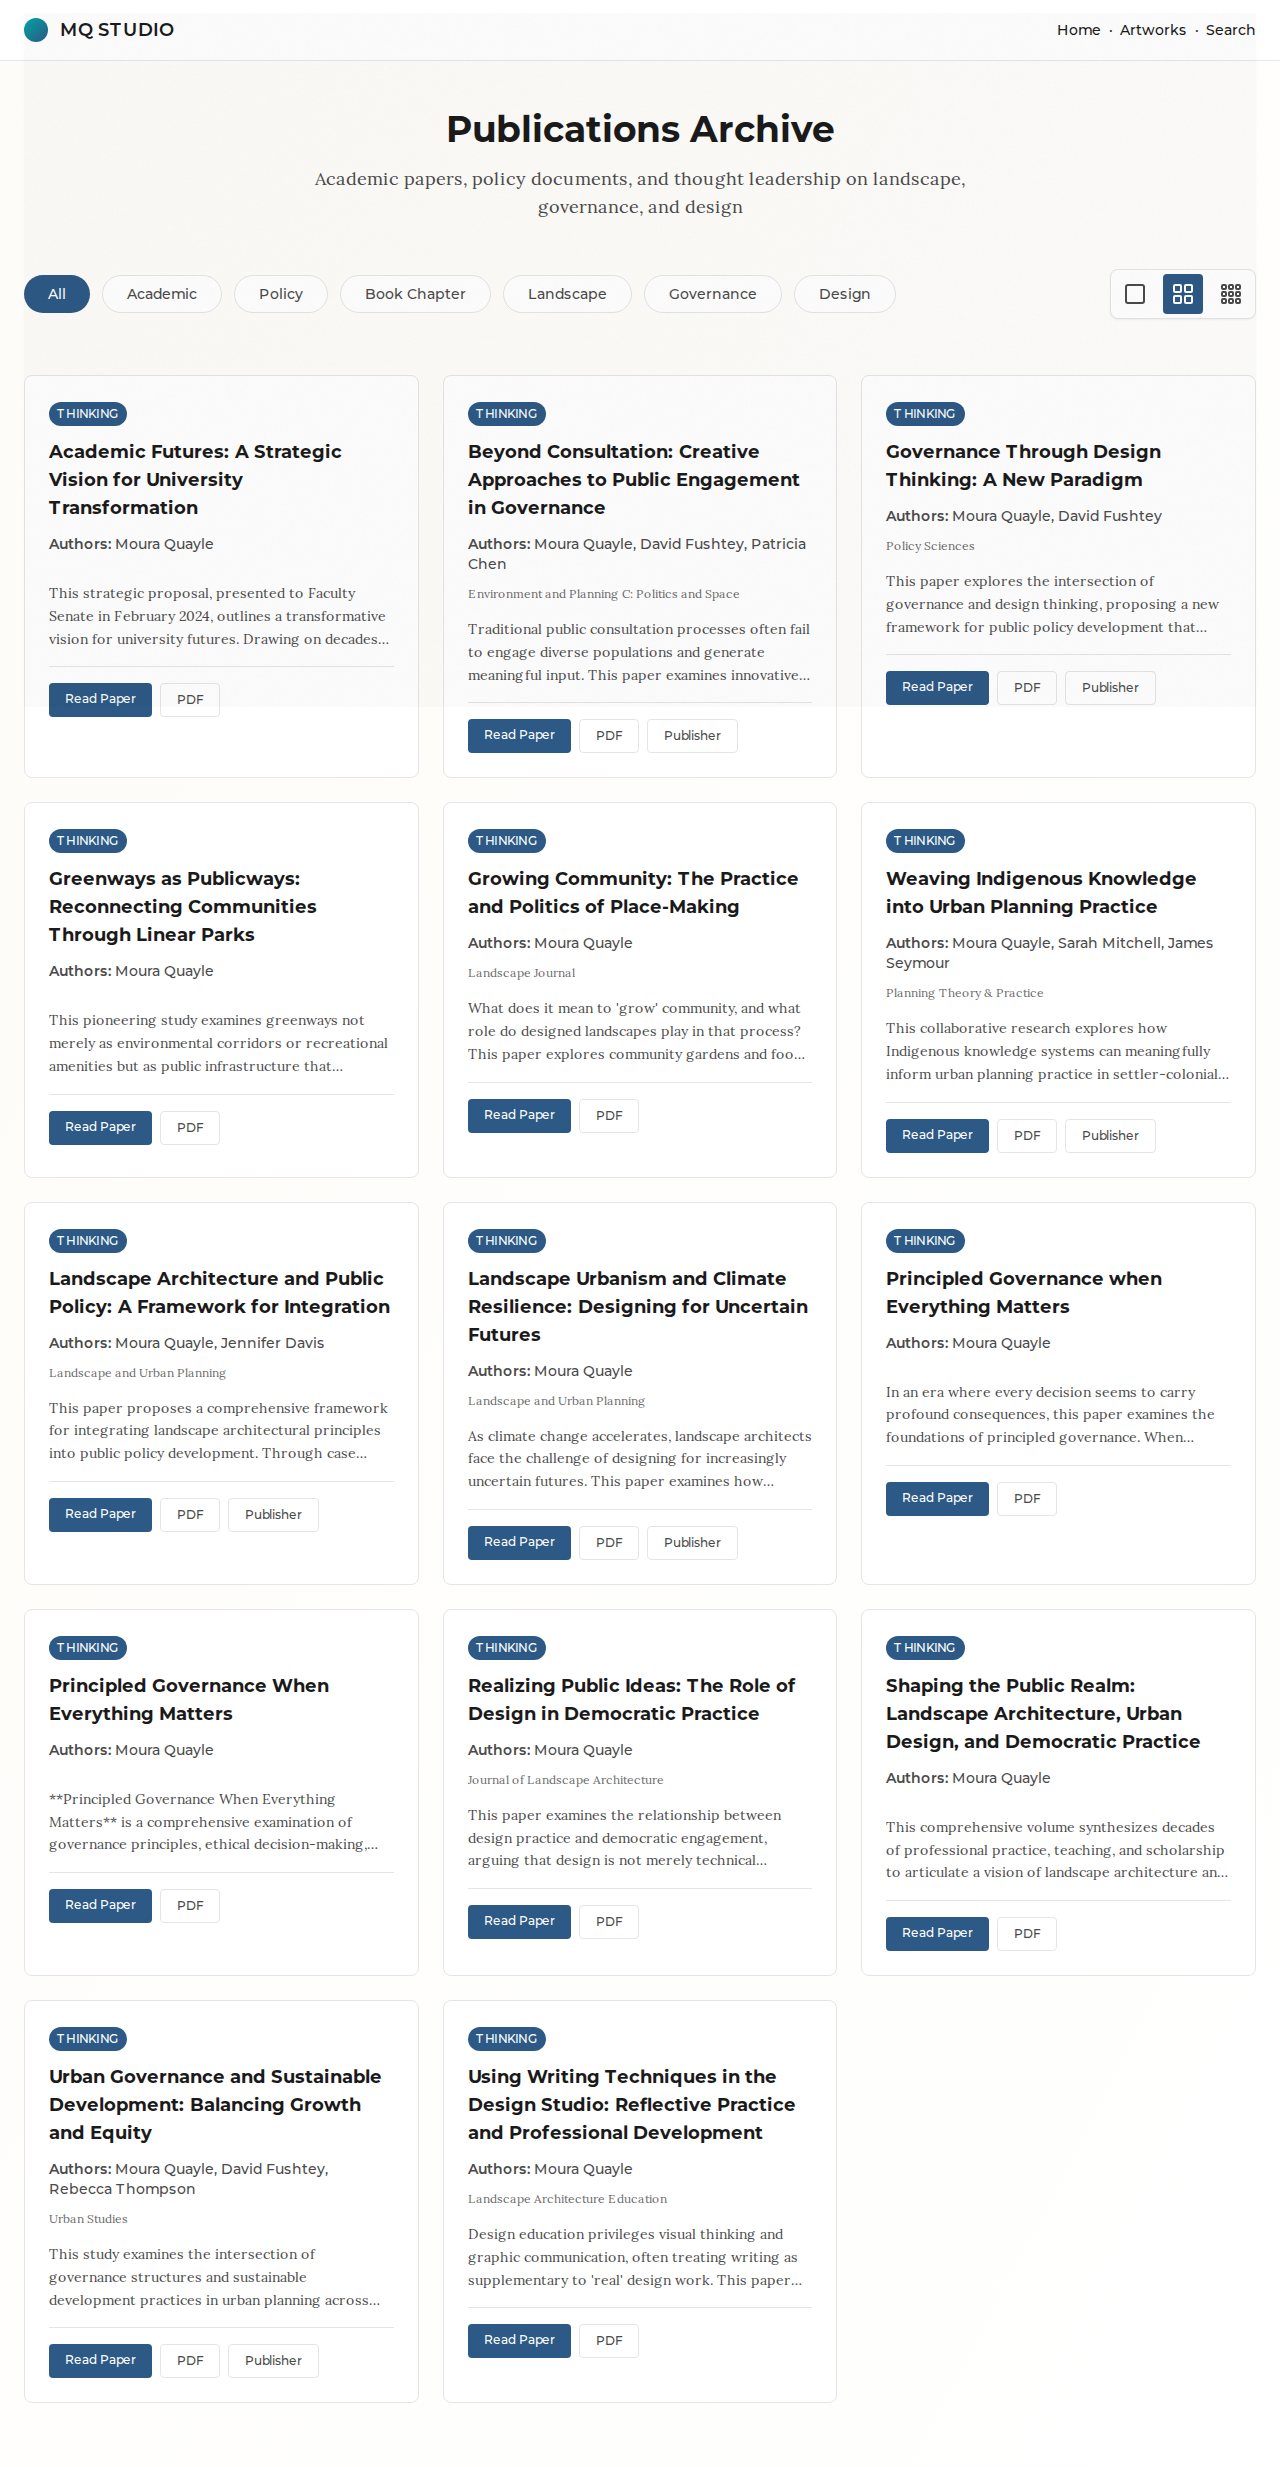 MQ STUDIO
Home · Artworks · Search
Publications Archive
Academic papers, policy documents, and thought leadership on landscape,
governance, and design
All
Academic
Policy
Book Chapter
Landscape
Governance
Design
THINKING
Academic Futures: A Strategic
Vision for University
Transformation
Authors: Moura Quayle
This strategic proposal, presented to Faculty
Senate in February 2024, outlines a transformative
vision for university futures. Drawing on decades...
Read Paper
PDF
THINKING
Beyond Consultation: Creative
Approaches to Public Engagement
in Governance
Authors: Moura Quayle, David Fushtey, Patricia
Chen
Environment and Planning C: Politics and Space
Traditional public consultation processes often fail
to engage diverse populations and generate
meaningful input. This paper examines innovative...
Read Paper
PDF
Publisher
THINKING
Governance Through Design
Thinking: A New Paradigm
Authors: Moura Quayle, David Fushtey
Policy Sciences
This paper explores the intersection of
governance and design thinking, proposing a new
framework for public policy development that...
Read Paper
PDF
Publisher
THINKING
Greenways as Publicways:
Reconnecting Communities
Through Linear Parks
Authors: Moura Quayle
This pioneering study examines greenways not
merely as environmental corridors or recreational
amenities but as public infrastructure that...
Read Paper
PDF
THINKING
Growing Community: The Practice
and Politics of Place-Making
Authors: Moura Quayle
Landscape Journal
What does it mean to 'grow' community, and what
role do designed landscapes play in that process?
This paper explores community gardens and foo...
Read Paper
PDF
THINKING
Weaving Indigenous Knowledge
into Urban Planning Practice
Authors: Moura Quayle, Sarah Mitchell, James
Seymour
Planning Theory & Practice
This collaborative research explores how
Indigenous knowledge systems can meaningfully
inform urban planning practice in settler-colonial...
Read Paper
PDF
Publisher
THINKING
Landscape Architecture and Public
Policy: A Framework for Integration
Authors: Moura Quayle, Jennifer Davis
Landscape and Urban Planning
This paper proposes a comprehensive framework
for integrating landscape architectural principles
into public policy development. Through case...
Read Paper
PDF
Publisher
THINKING
Landscape Urbanism and Climate
Resilience: Designing for Uncertain
Futures
Authors: Moura Quayle
Landscape and Urban Planning
As climate change accelerates, landscape architects
face the challenge of designing for increasingly
uncertain futures. This paper examines how...
Read Paper
PDF
Publisher
THINKING
Principled Governance when
Everything Matters
Authors: Moura Quayle
In an era where every decision seems to carry
profound consequences, this paper examines the
foundations of principled governance. When...
Read Paper
PDF
THINKING
Principled Governance When
Everything Matters
Authors: Moura Quayle
**Principled Governance When Everything
Matters** is a comprehensive examination of
governance principles, ethical decision-making,...
Read Paper
PDF
THINKING
Realizing Public Ideas: The Role of
Design in Democratic Practice
Authors: Moura Quayle
Journal of Landscape Architecture
This paper examines the relationship between
design practice and democratic engagement,
arguing that design is not merely technical...
Read Paper
PDF
THINKING
Shaping the Public Realm:
Landscape Architecture, Urban
Design, and Democratic Practice
Authors: Moura Quayle
This comprehensive volume synthesizes decades
of professional practice, teaching, and scholarship
to articulate a vision of landscape architecture an...
Read Paper
PDF
THINKING
Urban Governance and Sustainable
Development: Balancing Growth
and Equity
Authors: Moura Quayle, David Fushtey,
Rebecca Thompson
Urban Studies
This study examines the intersection of
governance structures and sustainable
development practices in urban planning across...
Read Paper
PDF
Publisher
THINKING
Using Writing Techniques in the
Design Studio: Reflective Practice
and Professional Development
Authors: Moura Quayle
Landscape Architecture Education
Design education privileges visual thinking and
graphic communication, often treating writing as
supplementary to 'real' design work. This paper...
Read Paper
PDF